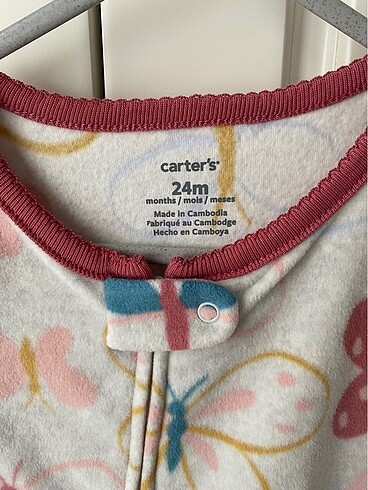 carter's®
24m
months / mois / meses
Made in Cambodia
Fabriqué au Cambodge
Hecho en Camboya